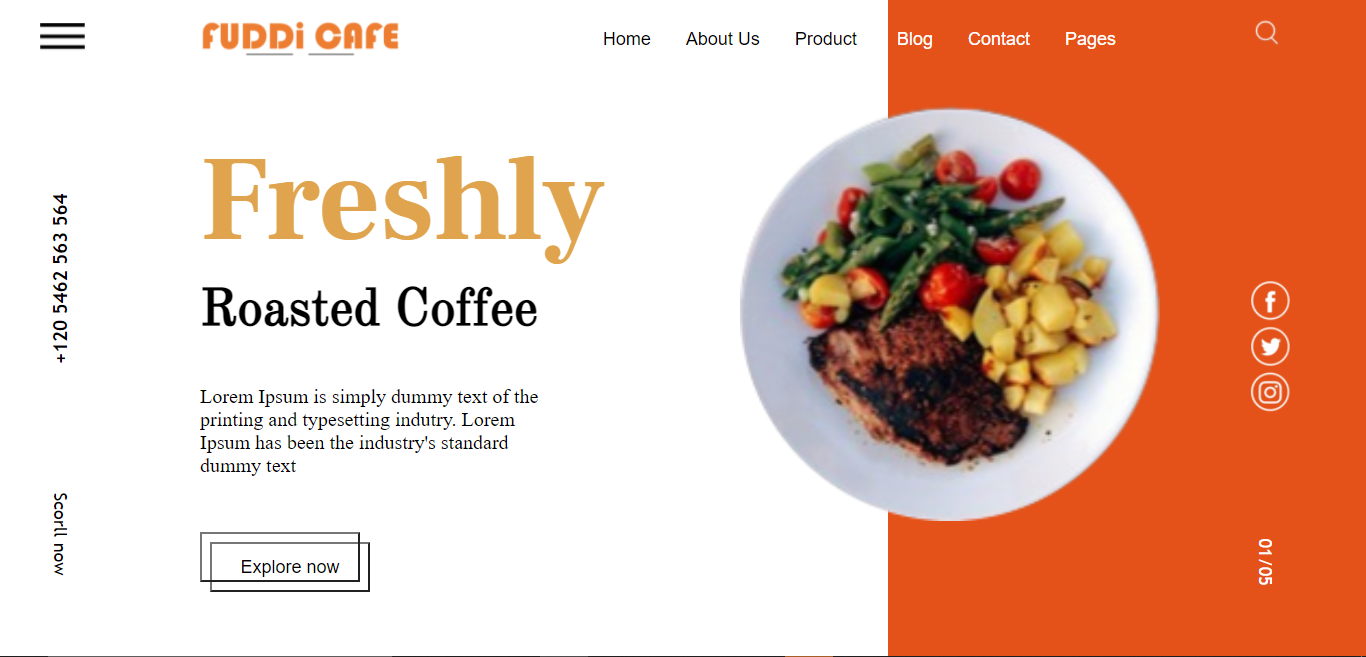 FUDDi CAFE
Home About Us Product Blog Contact Pages
+120 5462 563 564
Freshly
Roasted Coffee
Lorem Ipsum is simply dummy text of the
printing and typesetting indutry. Lorem
Ipsum has been the industry's standard
dummy text
Scorll now
Explore now
01/05